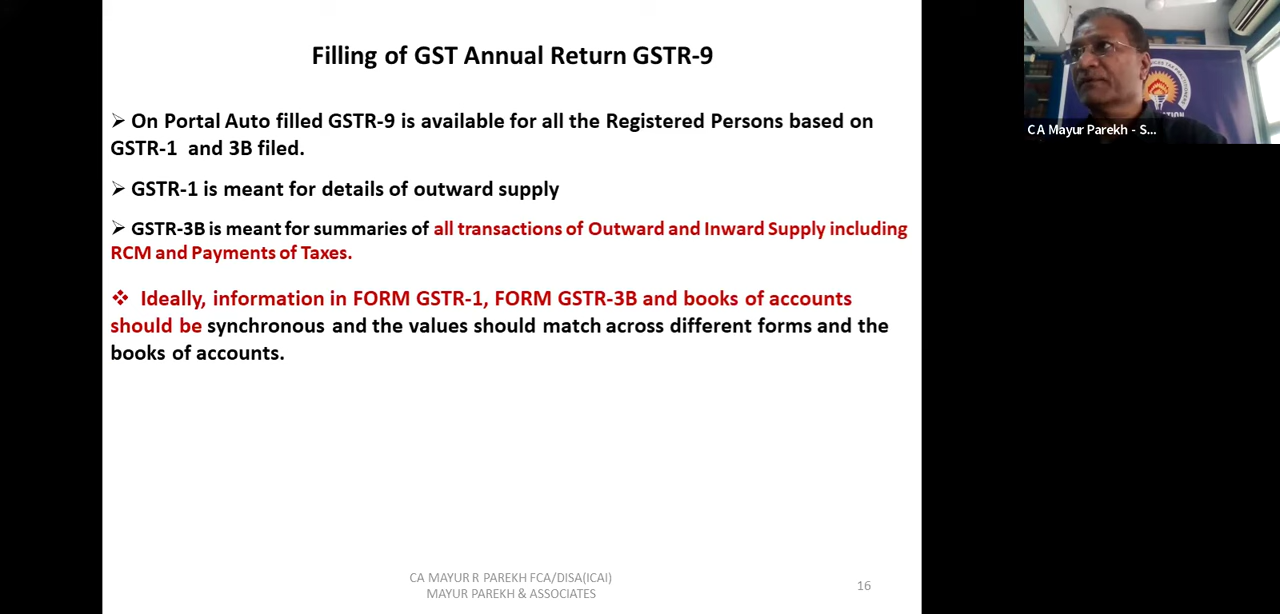 Filling of GST Annual Return GSTR-9
➢ On Portal Auto filled GSTR-9 is available for all the Registered Persons based on
GSTR-1 and 3B filed.
➢ GSTR-1 is meant for details of outward supply
➢ GSTR-3B is meant for summaries of all transactions of Outward and Inward Supply including
RCM and Payments of Taxes.
❖ Ideally, information in FORM GSTR-1, FORM GSTR-3B and books of accounts
should be synchronous and the values should match across different forms and the
books of accounts.
CA MAYUR R PAREKH FCA/DISA(ICAI)
MAYUR PAREKH & ASSOCIATES
16
CA Mayur Parekh - S...